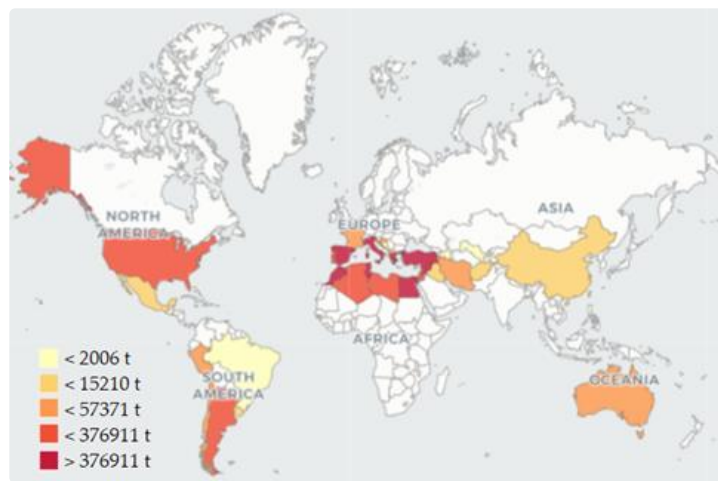 NORTH
AMERICA
EUROPE
ASIA
AFRICA
SOUTH
AMERICA
OCEANIA
< 2006 t
< 15210 t
< 57371 t
< 376911 t
> 376911 t